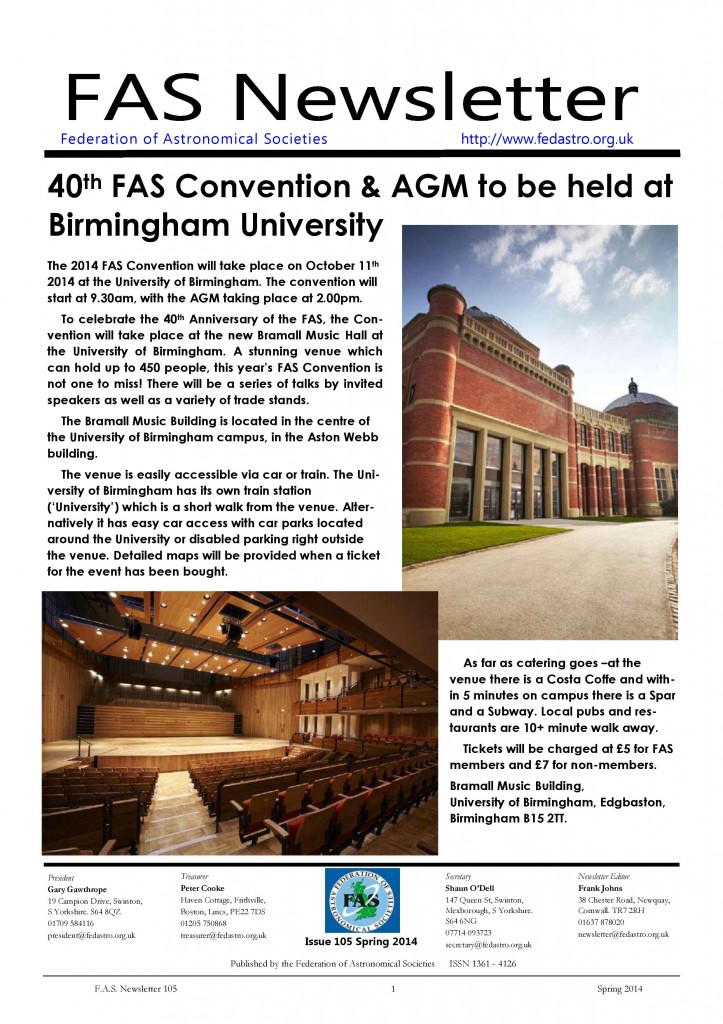 FAS Newsletter
Federation of Astronomical Societies http://www.fedastro.org.uk
40th FAS Convention & AGM to be held at
Birmingham University
The 2014 FAS Convention will take place on October 11th
2014 at the University of Birmingham. The convention will
start at 9.30am, with the AGM taking place at 2.00pm.
To celebrate the 40th Anniversary of the FAS, the Con-
vention will take place at the new Bramall Music Hall at
the University of Birmingham. A stunning venue which
can hold up to 450 people, this year's FAS Convention is
not one to miss! There will be a series of talks by invited
speakers as well as a variety of trade stands.
The Bramall Music Building is located in the centre of
the University of Birmingham campus, in the Aston Webb
building.
The venue is easily accessible via car or train. The Uni-
versity of Birmingham has its own train station
('University') which is a short walk from the venue. Alter-
natively it has easy car access with car parks located
around the University or disabled parking right outside
the venue. Detailed maps will be provided when a ticket
for the event has been bought.
As far as catering goes –at the
venue there is a Costa Coffe and with-
in 5 minutes on campus there is a Spar
and a Subway. Local pubs and res-
taurants are 10+ minute walk away.
Tickets will be charged at £5 for FAS
members and £7 for non-members.
Bramall Music Building,
University of Birmingham, Edgbaston,
Birmingham B15 2TT.
President
Gary Gawthrope
19 Campion Drive, Swinton,
S Yorkshire. S64 8QZ
01709 584116
president@fedastro.org.uk
Treasurer
Peter Cooke
Haven Cottage, Frithville,
Boston, Lincs, PE22 7DS
01205 750868
treasurer@fedastro.org.uk
FEDERATION OF ASTRONOMICAL SOCIETIES
FAS
Issue 105 Spring 2014
Secretary
Shaun O'Dell
147 Queen St, Swinton,
Mexborough, S Yorkshire.
S64 6NG
07714 093723
secretary@fedastro.org.uk
Newsletter Editor
Frank Johns
38 Chester Road, Newquay,
Cornwall. TR7 2RH
01637 878020
newsletter@fedastro.org.uk
Published by the Federation of Astronomical Societies ISSN 1361 - 4126
F.A.S. Newsletter 105 1 Spring 2014